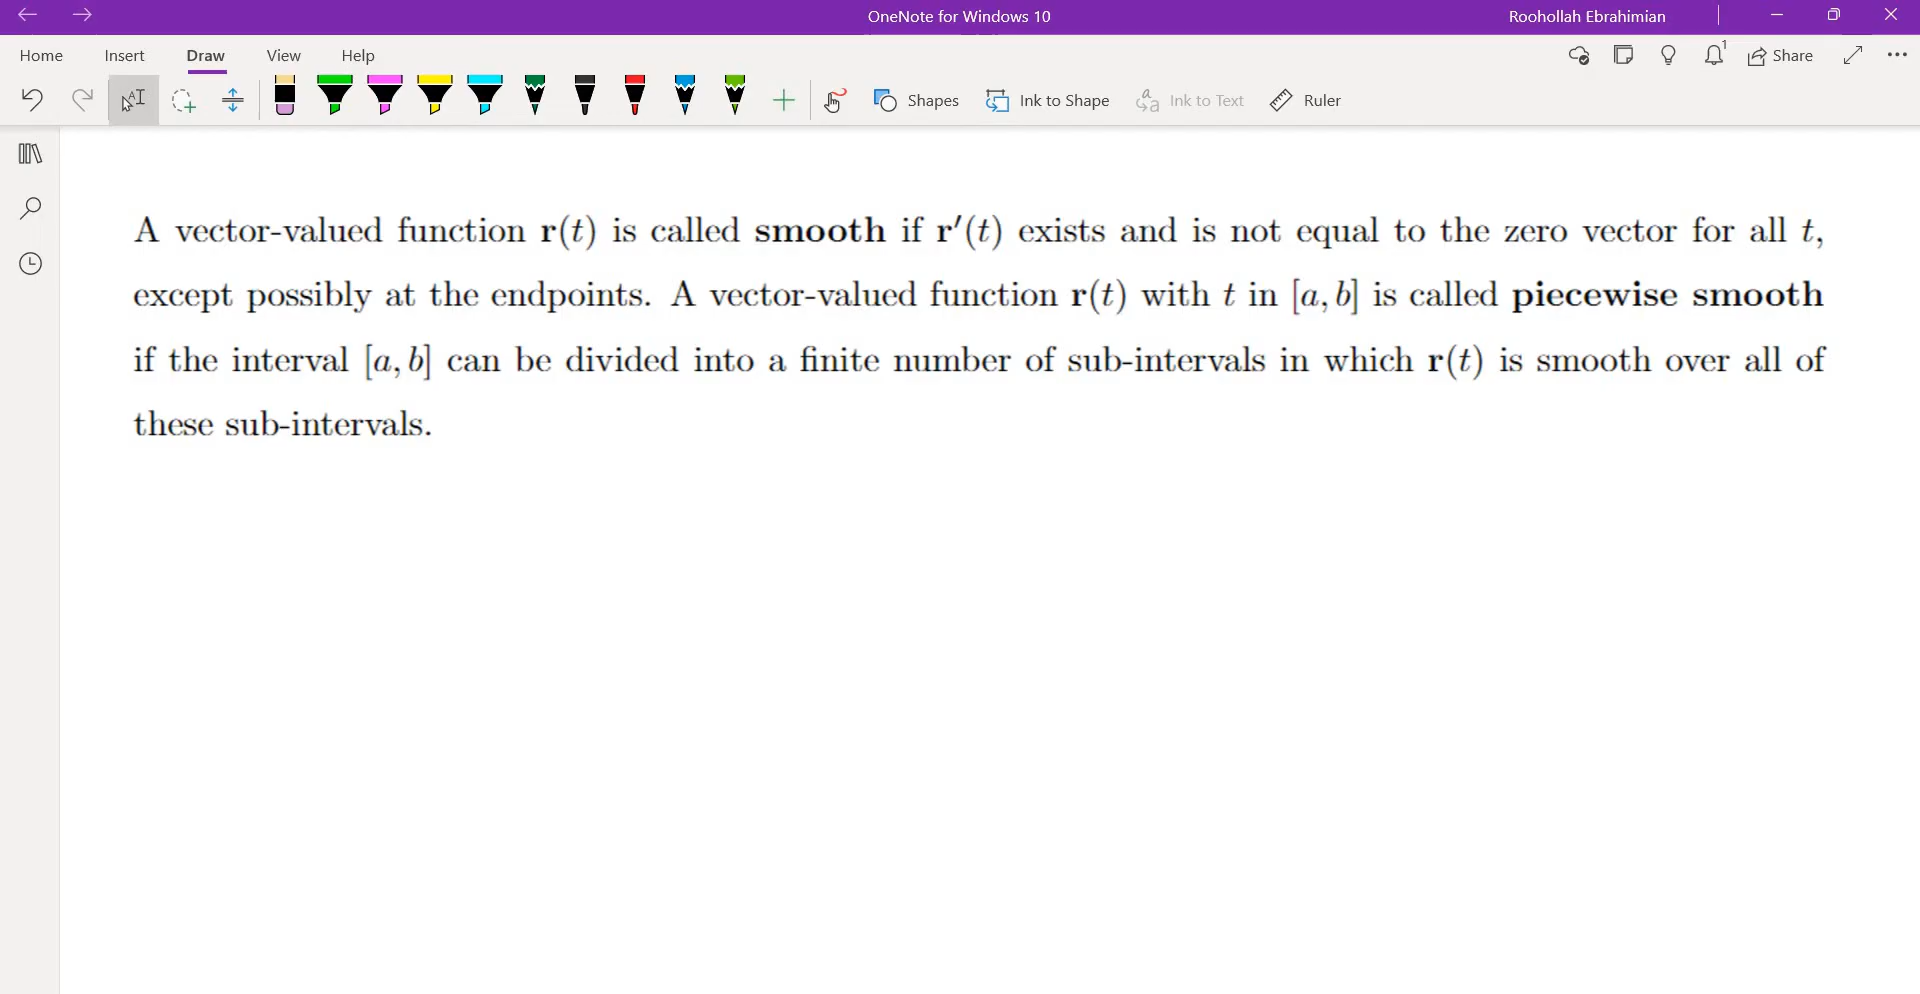 OneNote for Windows 10
Roohollah Ebrahimian
Home Insert Draw View Help
1
Share
Shapes Ink to Shape Ink to Text Ruler
A vector-valued function r(t) is called smooth if r′(t) exists and is not equal to the zero vector for all t,
except possibly at the endpoints. A vector-valued function r(t) with t in [a, b] is called piecewise smooth
if the interval [a, b] can be divided into a finite number of sub-intervals in which r(t) is smooth over all of
these sub-intervals.